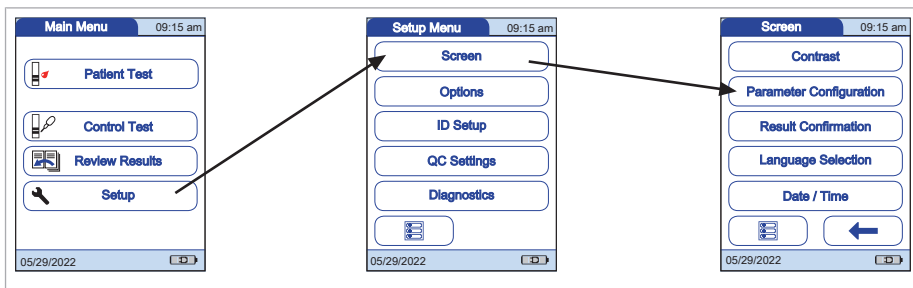 Main Menu 09:15 am
Patient Test
Control Test
Review Results
Setup
05/29/2022
Setup Menu 09:15 am
Screen
Options
ID Setup
QC Settings
Diagnostics
05/29/2022
Screen 09:15 am
Contrast
Parameter Configuration
Result Confirmation
Language Selection
Date / Time
05/29/2022